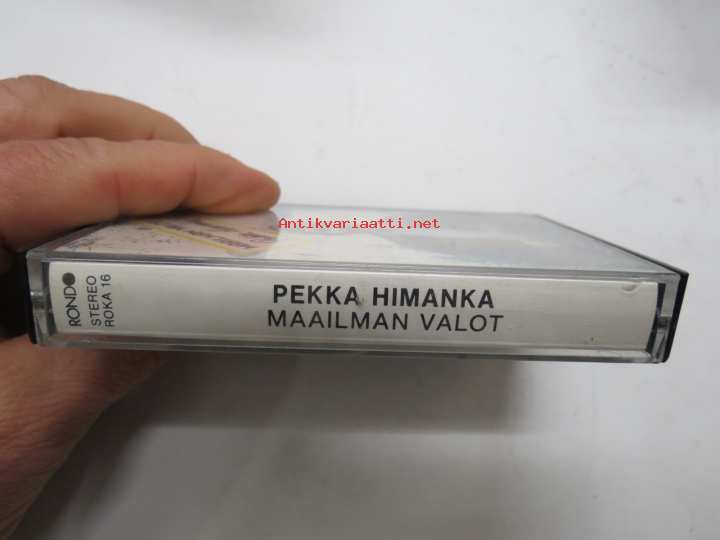 Antikvariaatti.net
PEKKA HIMANKA
MAAILMAN VALOT
RONDO
STEREO
ROKA 16